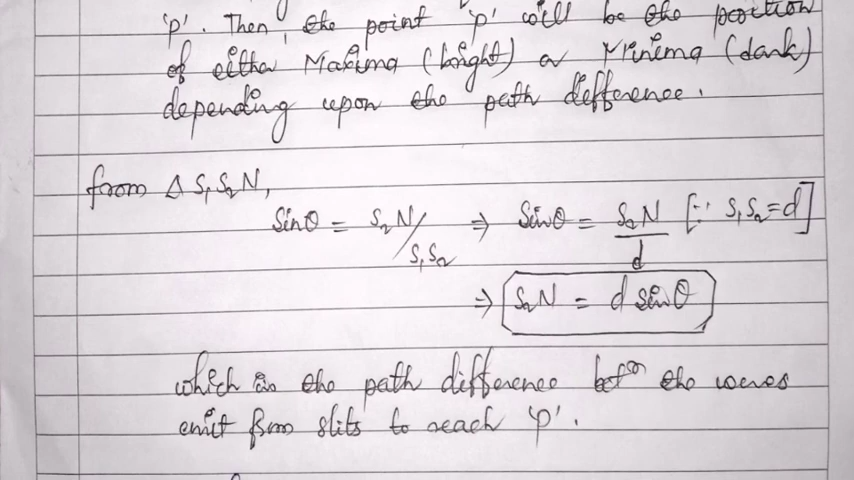 'p'. Then, the point 'p' will be the position
of either Maxima (bright) or Minima (dark)
depending upon the path difference.
from Δ S₁S₂N,
Sinθ = S₂N/S₁S₂ ⇒ Sinθ = S₂N/d [∵ S₁S₂=d]
⇒ S₂N = d sinθ
which is the path difference betⁿ the waves
emit from slits to reach 'p'.